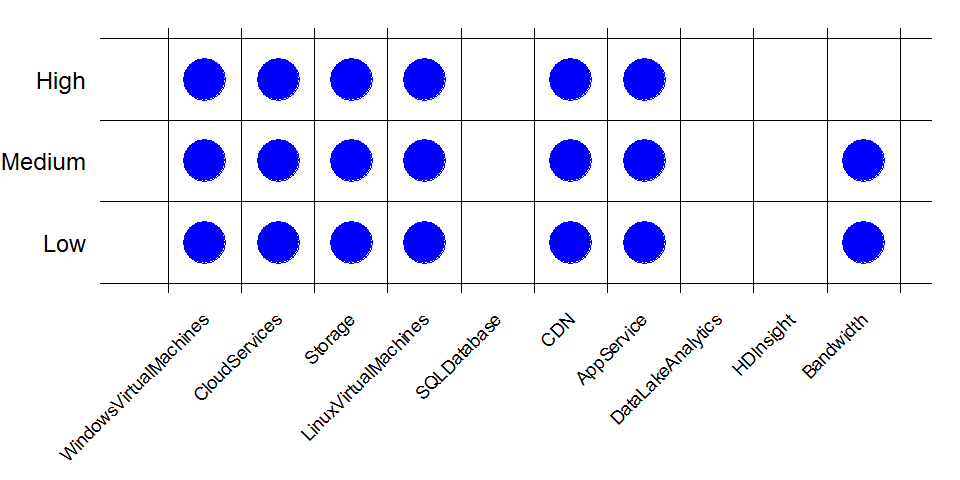 High
Medium
Low
WindowsVirtualMachines
CloudServices
Storage
LinuxVirtualMachines
SQLDatabase
CDN
AppService
DataLakeAnalytics
HDInsight
Bandwidth